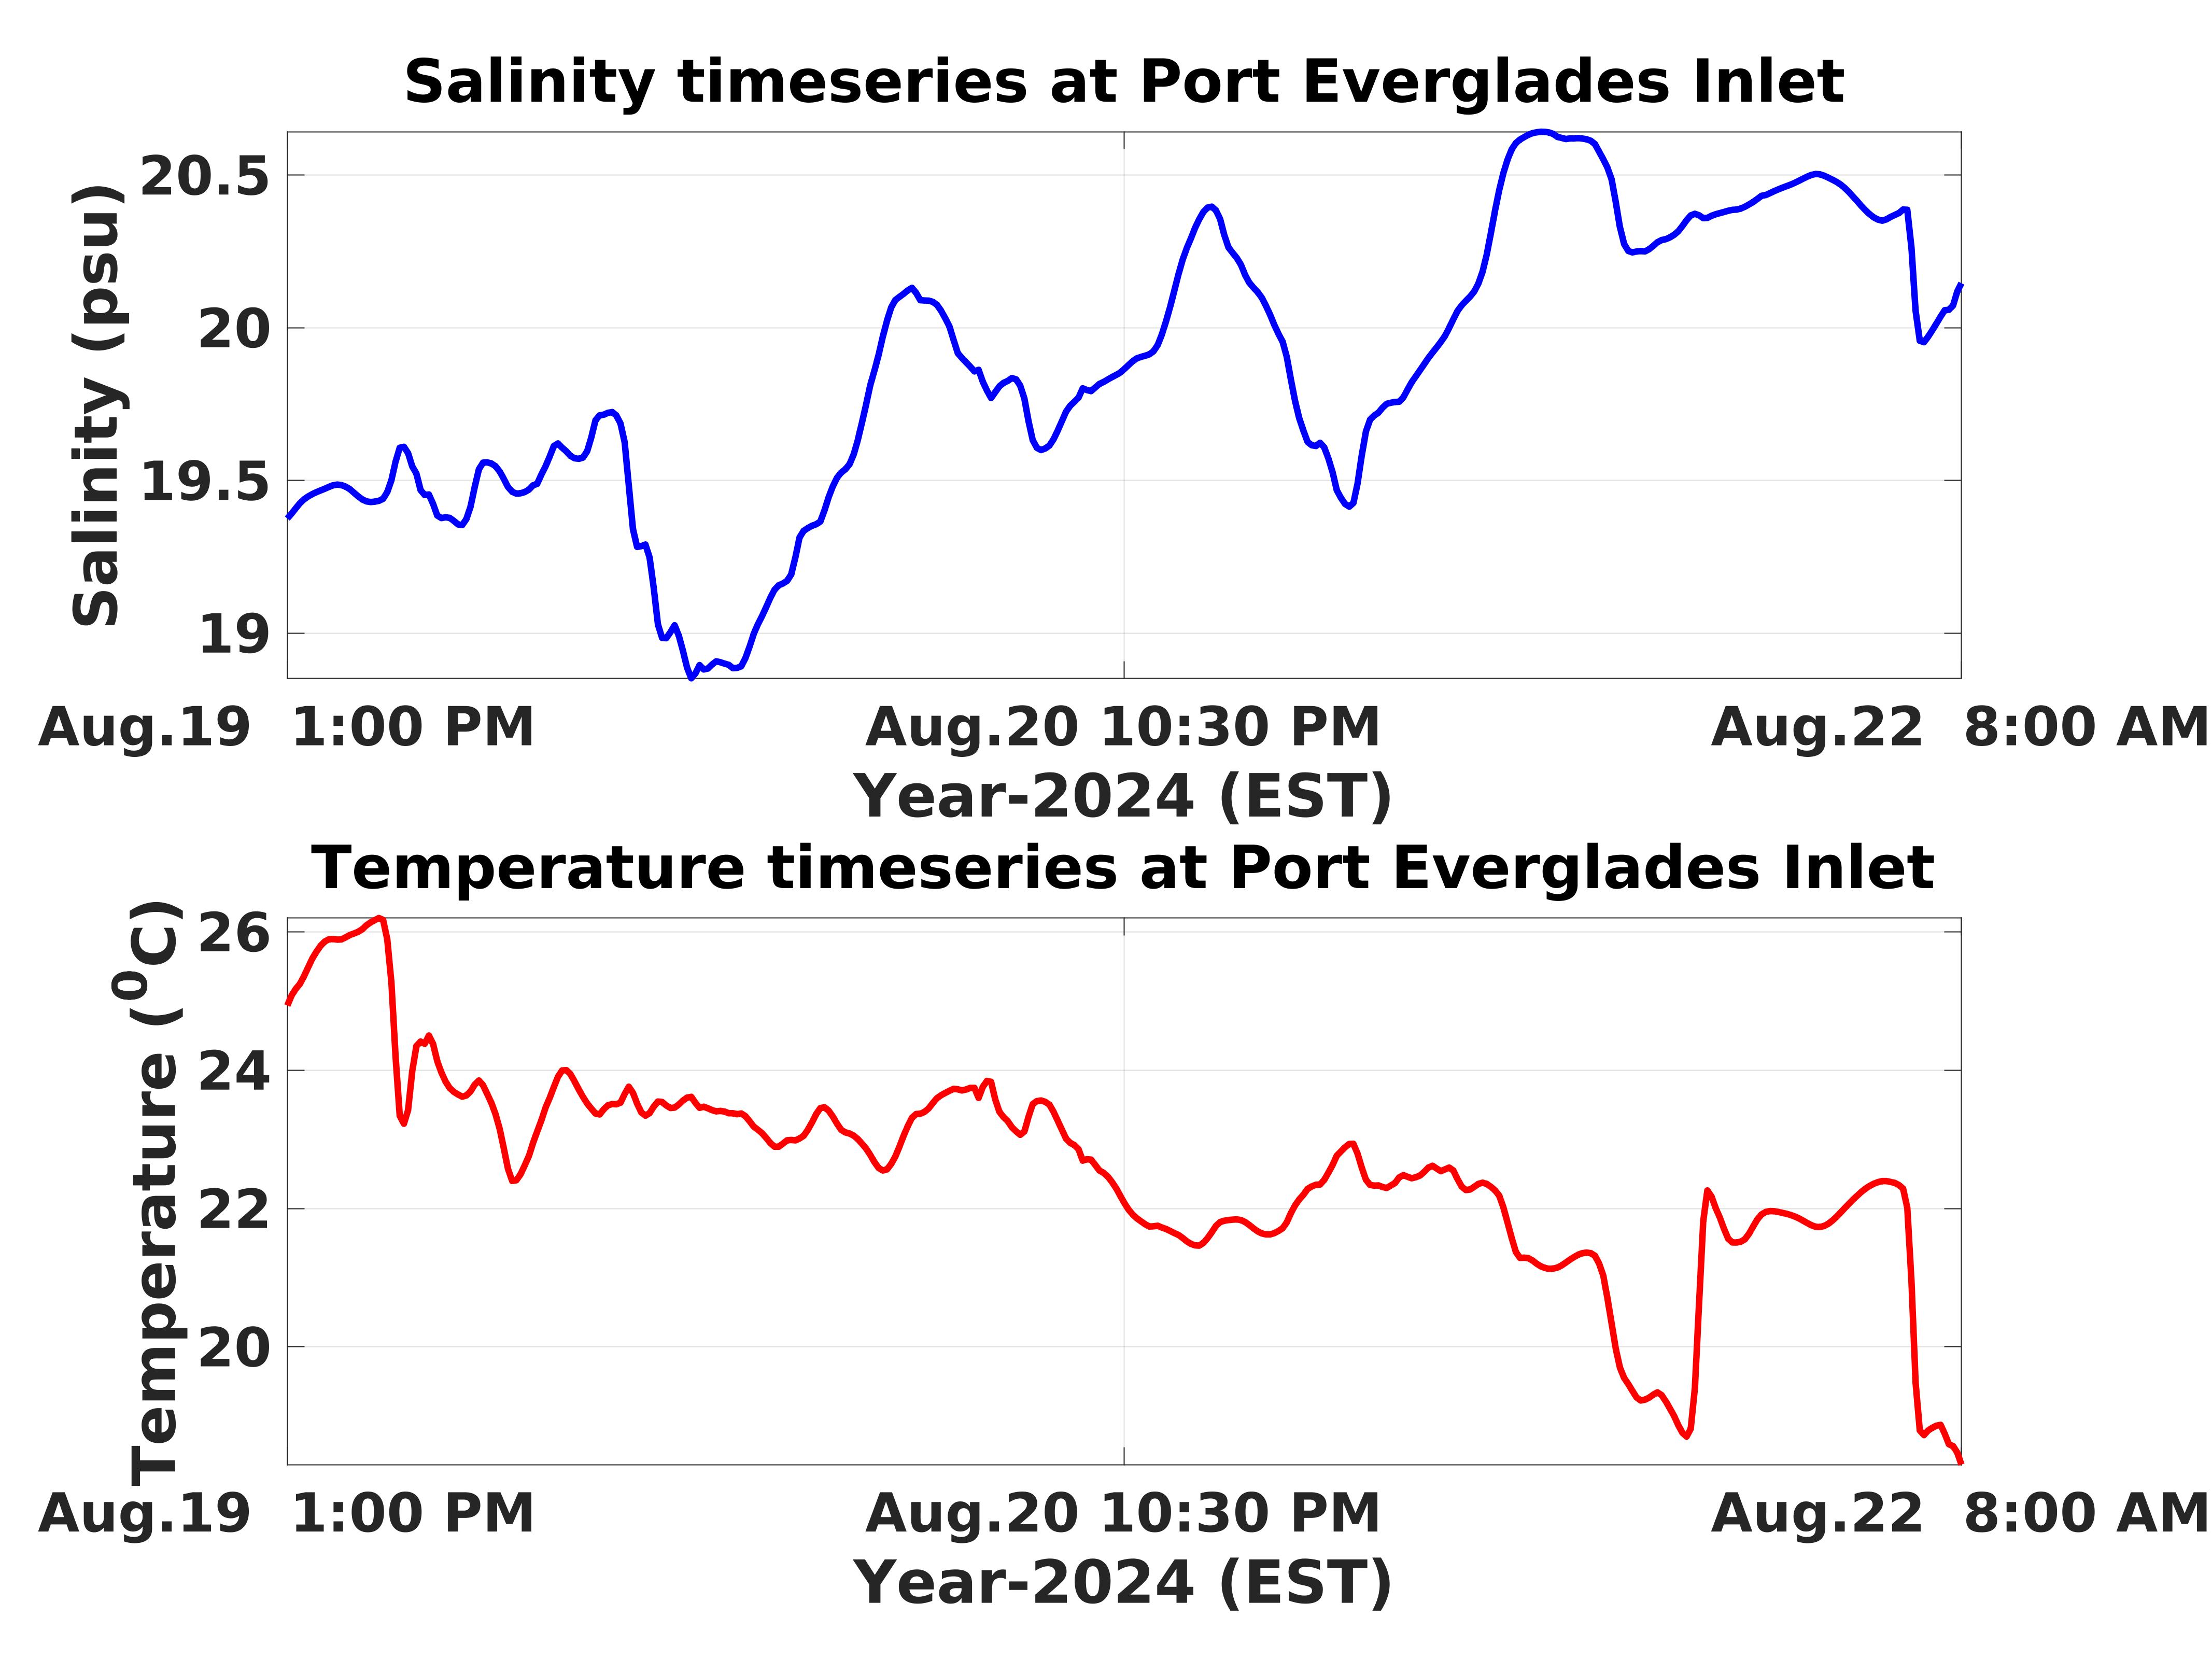 Salinity timeseries at Port Everglades Inlet
Salinity (psu)
20.5
20
19.5
19
Aug.19  1:00 PM
Aug.20 10:30 PM
Aug.22  8:00 AM
Year-2024 (EST)
Temperature timeseries at Port Everglades Inlet
Temperature (⁰C)
26
24
22
20
Aug.19  1:00 PM
Aug.20 10:30 PM
Aug.22  8:00 AM
Year-2024 (EST)